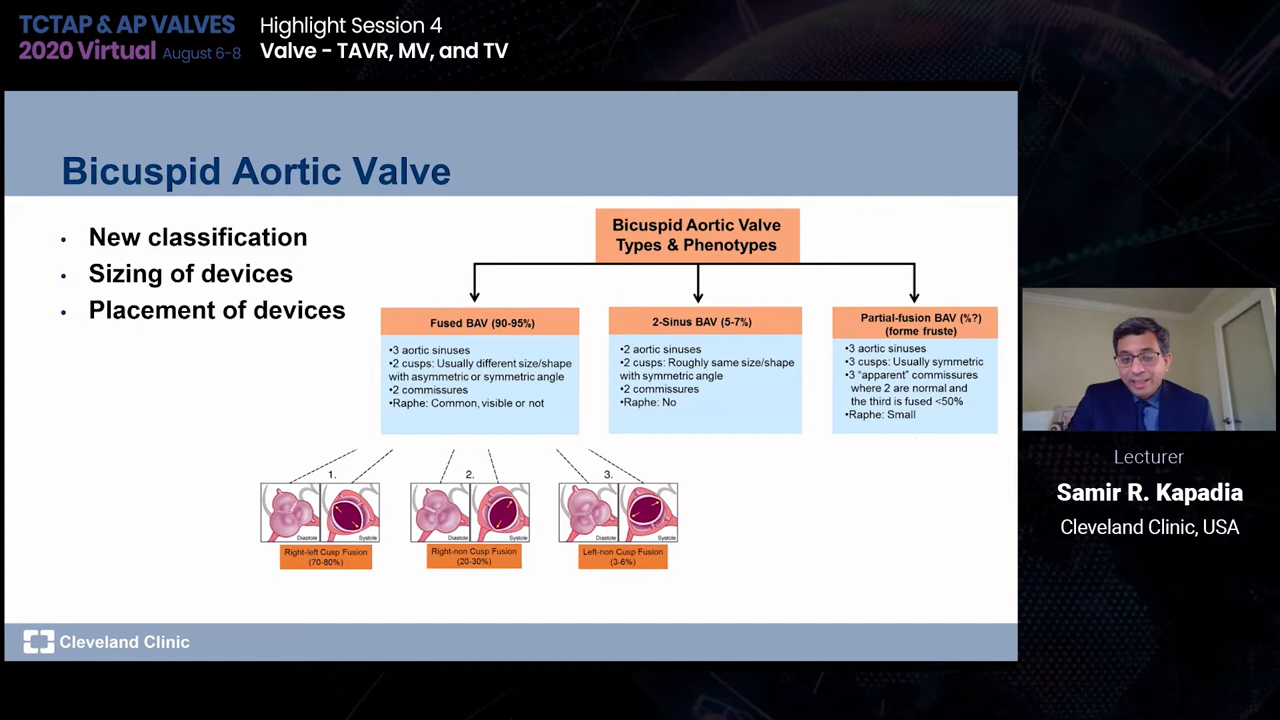 TCTAP & AP VALVES
2020 Virtual August 6-8
Highlight Session 4
Valve - TAVR, MV, and TV
Bicuspid Aortic Valve
• New classification
• Sizing of devices
• Placement of devices
Bicuspid Aortic Valve
Types & Phenotypes
Fused BAV (90-95%)
•3 aortic sinuses
•2 cusps: Usually different size/shape
with asymmetric or symmetric angle
•2 commissures
•Raphe: Common, visible or not
2-Sinus BAV (5-7%)
•2 aortic sinuses
•2 cusps: Roughly same size/shape
with symmetric angle
•2 commissures
•Raphe: No
Partial-fusion BAV (%?)
(forme fruste)
•3 aortic sinuses
•3 cusps: Usually symmetric
•3 “apparent” commissures
where 2 are normal and
the third is fused <50%
•Raphe: Small
1.
Diastole
Systole
Right-left Cusp Fusion
(70-80%)
2.
Diastole
Systole
Right-non Cusp Fusion
(20-30%)
3.
Diastole
Systole
Left-non Cusp Fusion
(3-6%)
Cleveland Clinic
Lecturer
Samir R. Kapadia
Cleveland Clinic, USA